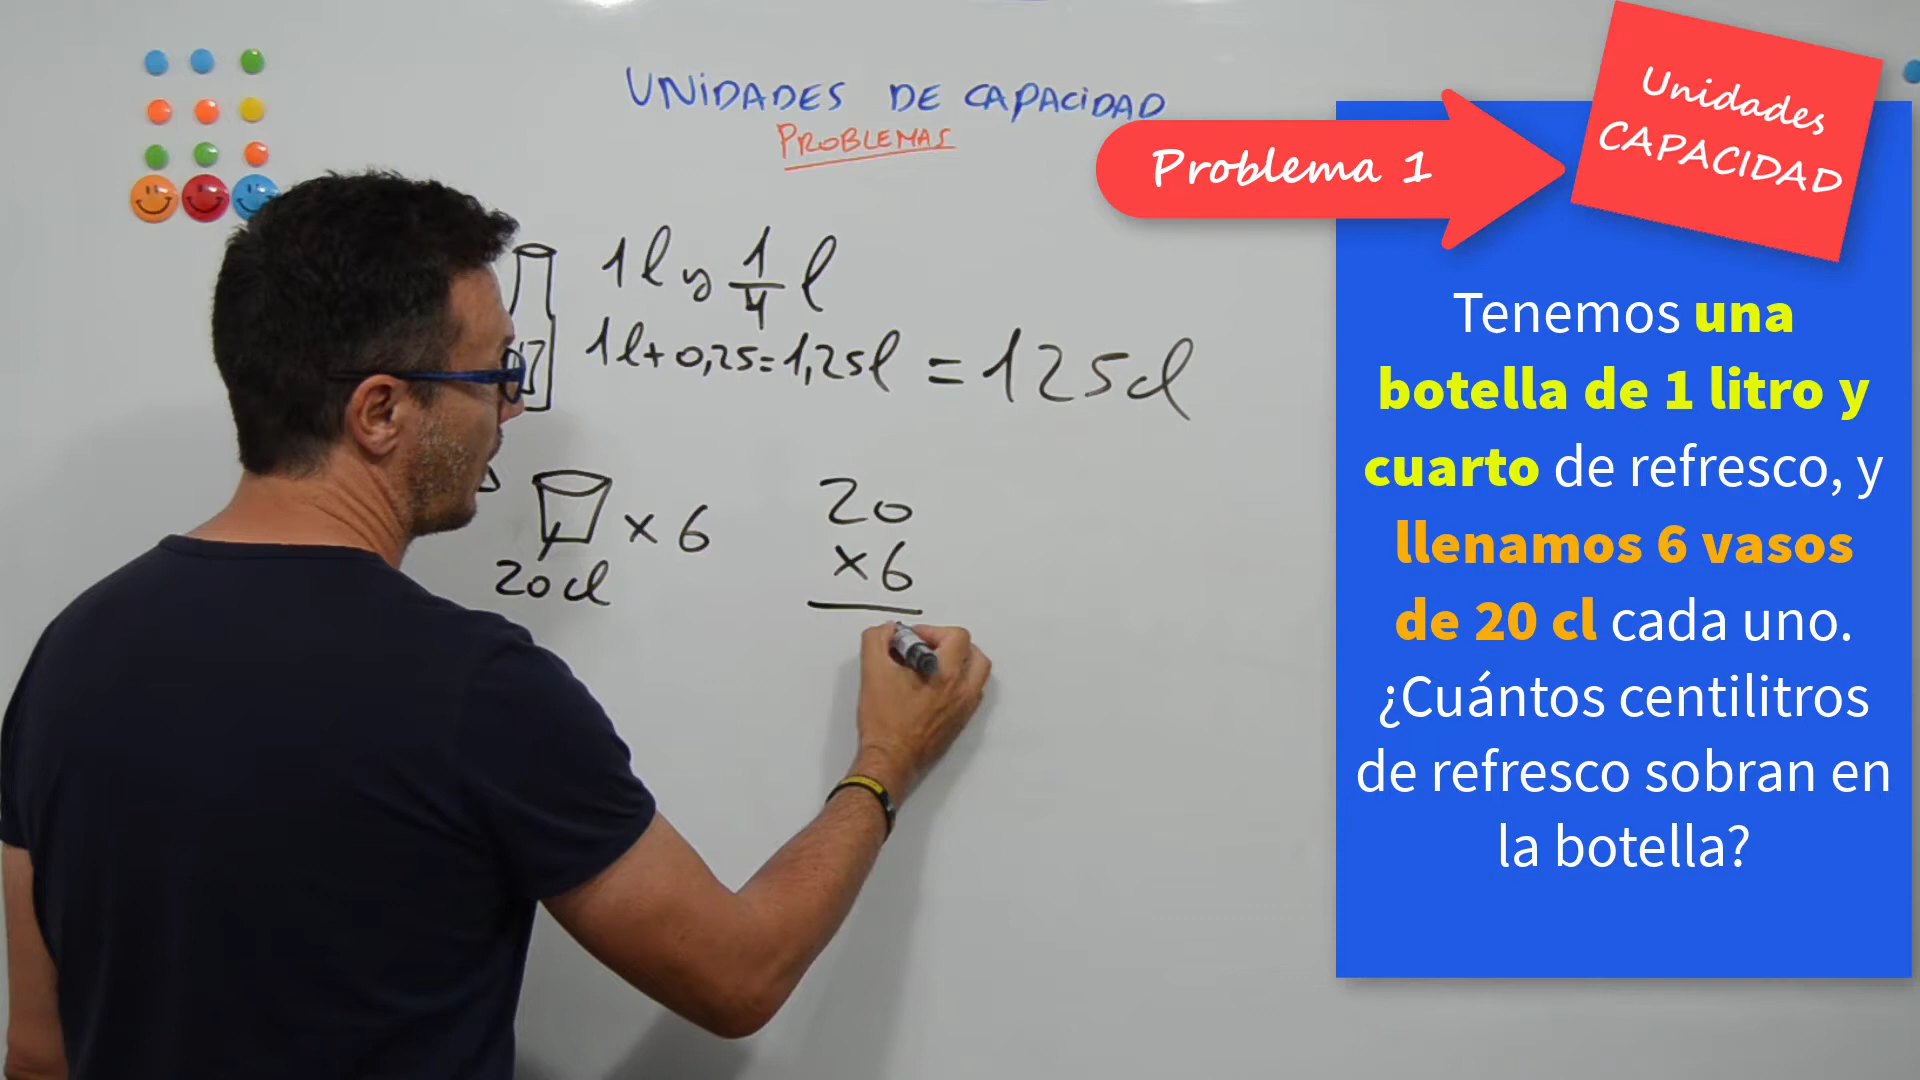 UNiDADES DE CAPACiDAD
PROBLEMAS
1l y 1/4 l
1l+0,25=1,25l = 125cl
x 6
20cl
20
x6
Problema 1
Unidades
CAPACIDAD
Tenemos una
botella de 1 litro y
cuarto de refresco, y
llenamos 6 vasos
de 20 cl cada uno.
¿Cuántos centilitros
de refresco sobran en
la botella?